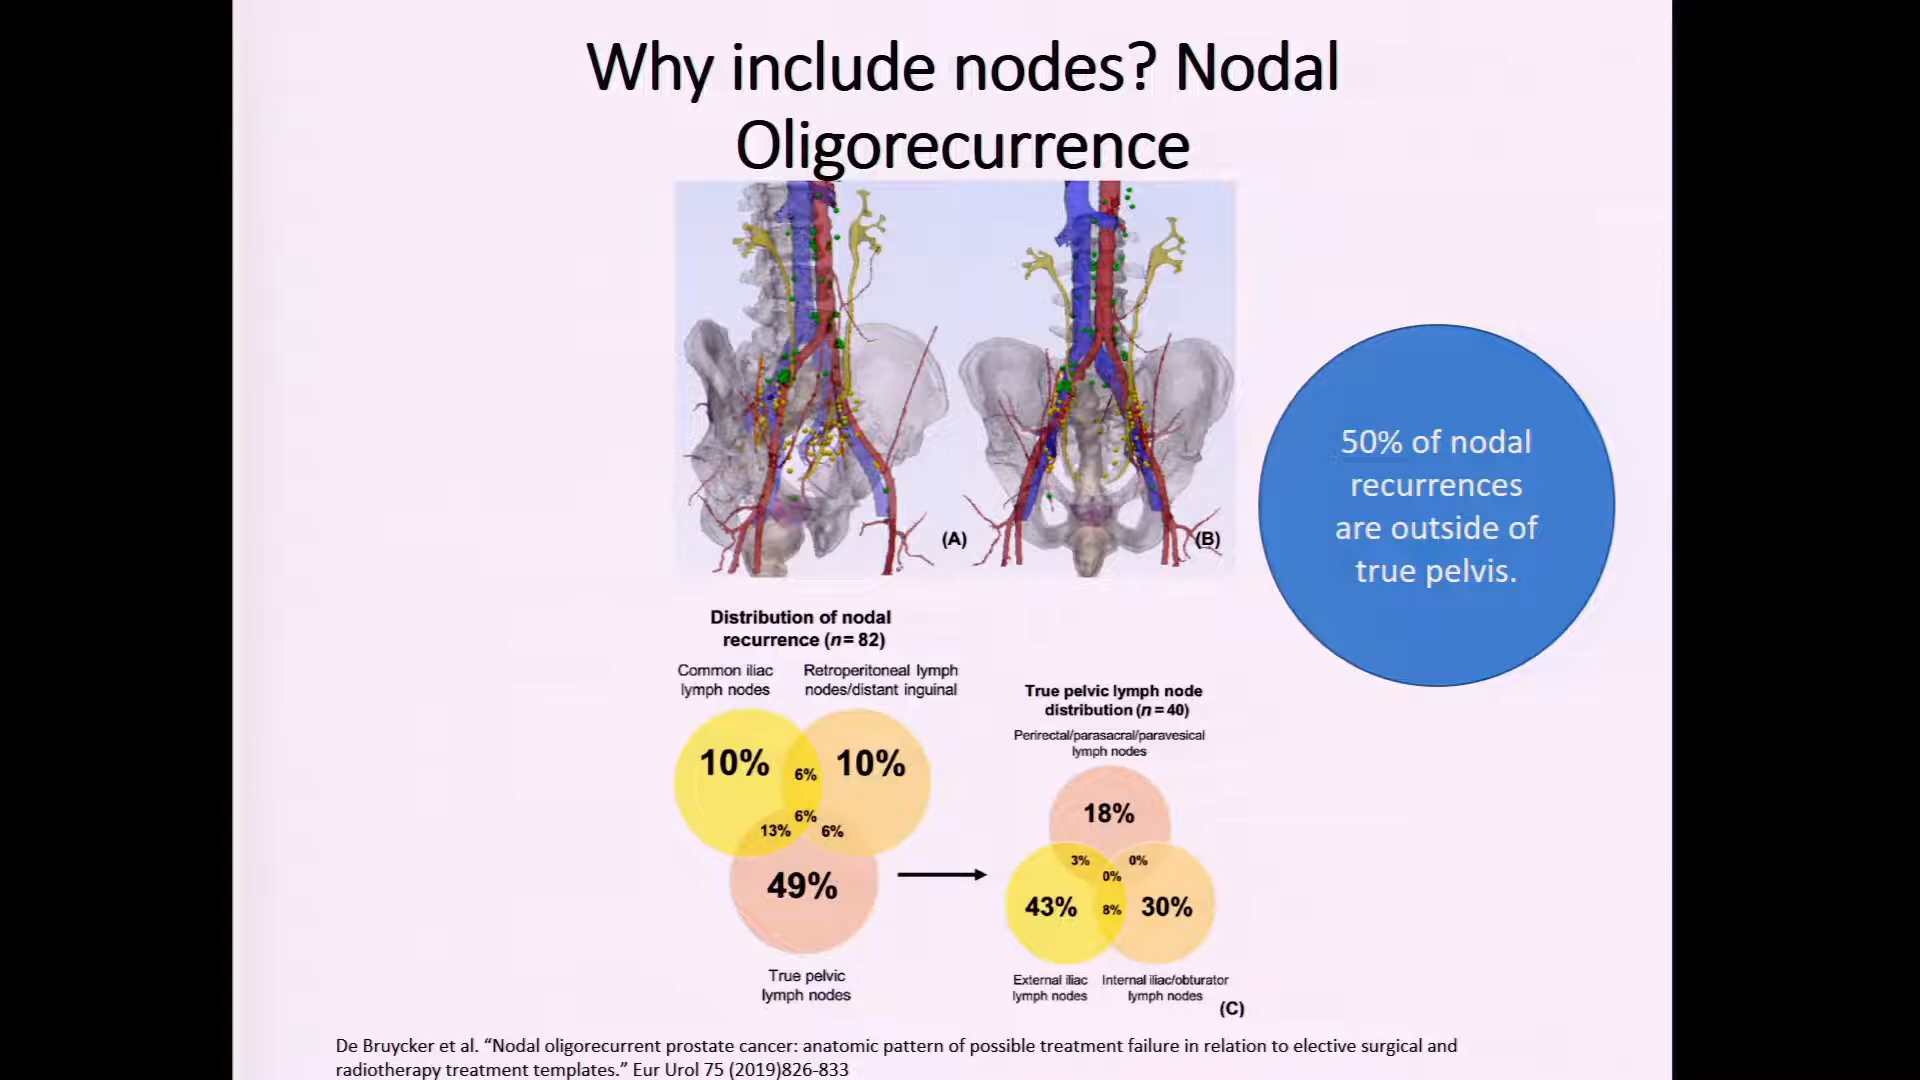 Why include nodes? Nodal
Oligorecurrence
(A)
(B)
50% of nodal
recurrences
are outside of
true pelvis.
Distribution of nodal
recurrence (n= 82)
Common iliac
lymph nodes
Retroperitoneal lymph
nodes/distant inguinal
10%
6%
10%
6%
13%
6%
49%
True pelvic
lymph nodes
True pelvic lymph node
distribution (n = 40)
Perirectal/parasacral/paravesical
lymph nodes
18%
3%
0%
0%
43%
8%
30%
External iliac
lymph nodes
Internal iliac/obturator
lymph nodes
(C)
De Bruycker et al. “Nodal oligorecurrent prostate cancer: anatomic pattern of possible treatment failure in relation to elective surgical and
radiotherapy treatment templates.” Eur Urol 75 (2019)826-833